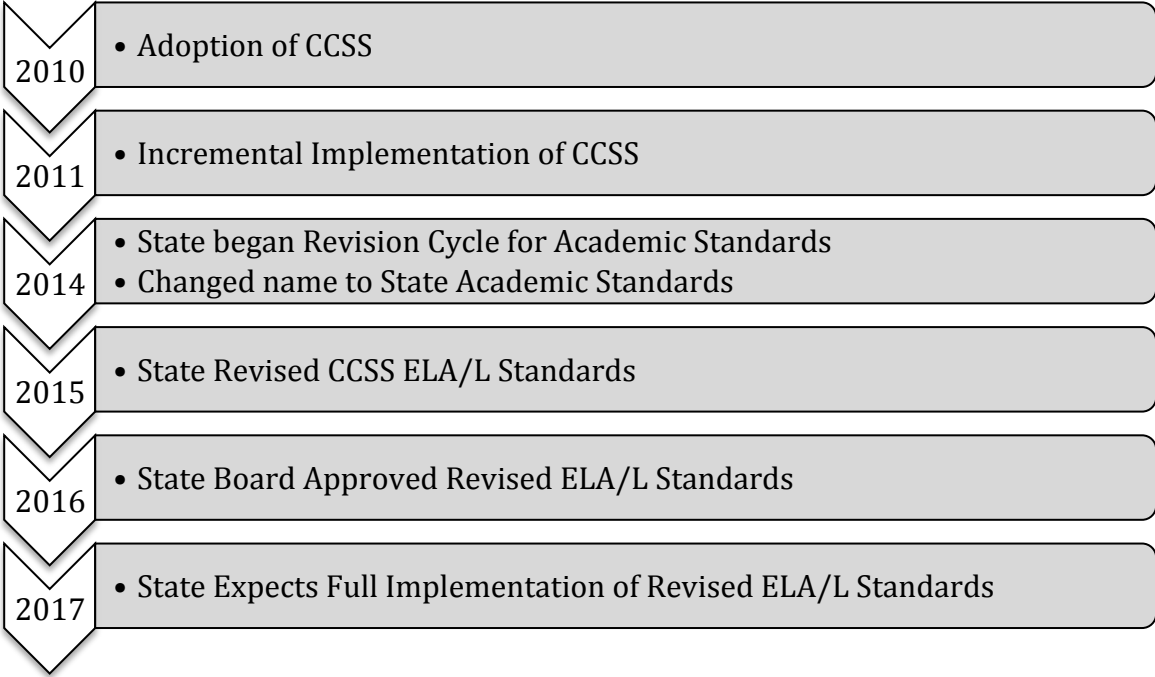 2010
• Adoption of CCSS
2011
• Incremental Implementation of CCSS
2014
• State began Revision Cycle for Academic Standards
• Changed name to State Academic Standards
2015
• State Revised CCSS ELA/L Standards
2016
• State Board Approved Revised ELA/L Standards
2017
• State Expects Full Implementation of Revised ELA/L Standards